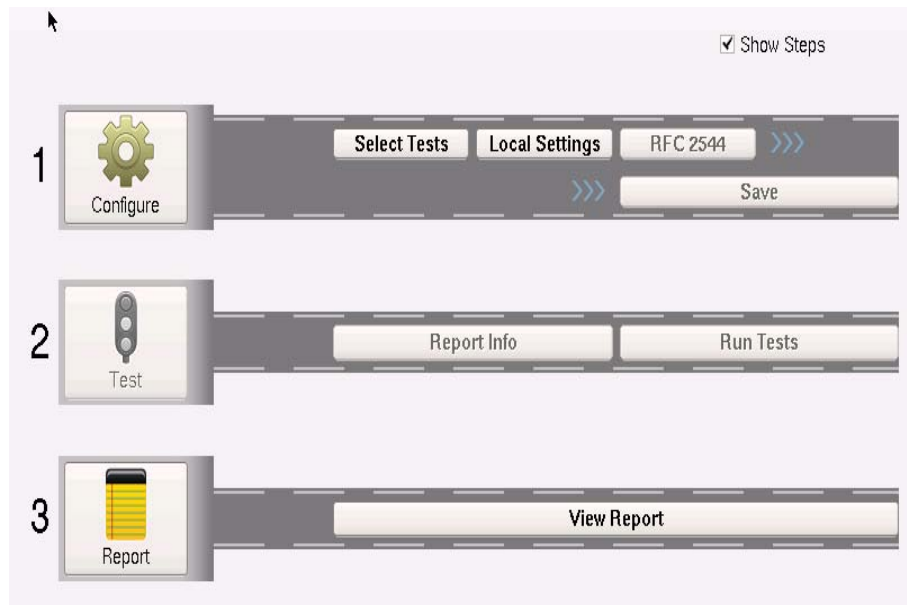 Show Steps
1
Configure
Select Tests
Local Settings
RFC 2544
>>>
>>>
Save
2
Test
Report Info
Run Tests
3
Report
View Report